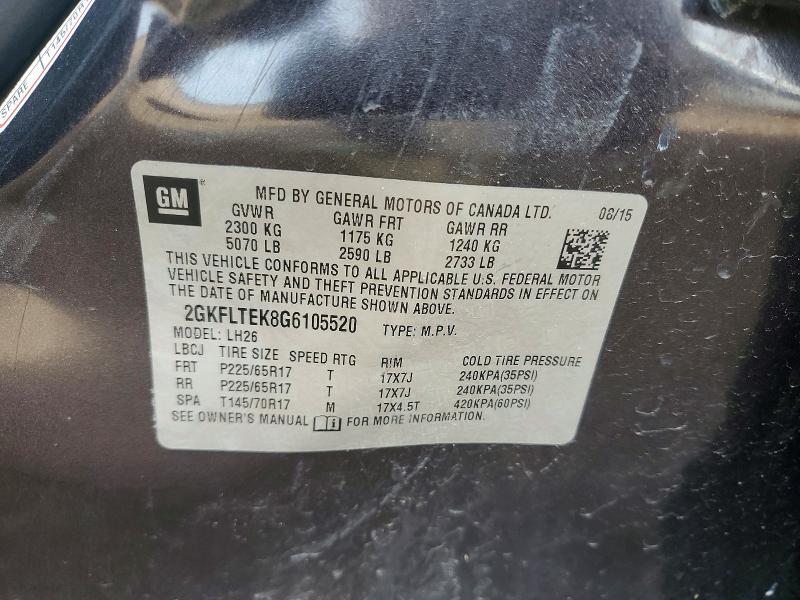 SPARE T145/70R
GM
MFD BY GENERAL MOTORS OF CANADA LTD. 08/15
GVWR GAWR FRT GAWR RR
2300 KG 1175 KG 1240 KG
5070 LB 2590 LB 2733 LB
THIS VEHICLE CONFORMS TO ALL APPLICABLE U.S. FEDERAL MOTOR
VEHICLE SAFETY AND THEFT PREVENTION STANDARDS IN EFFECT ON
THE DATE OF MANUFACTURE SHOWN ABOVE.
2GKFLTEK8G6105520 TYPE: M.P.V.
MODEL: LH26
LBCJ TIRE SIZE SPEED RTG RIM COLD TIRE PRESSURE
FRT P225/65R17 T 17X7J 240KPA(35PSI)
RR P225/65R17 T 17X7J 240KPA(35PSI)
SPA T145/70R17 M 17X4.5T 420KPA(60PSI)
SEE OWNER'S MANUAL FOR MORE INFORMATION.